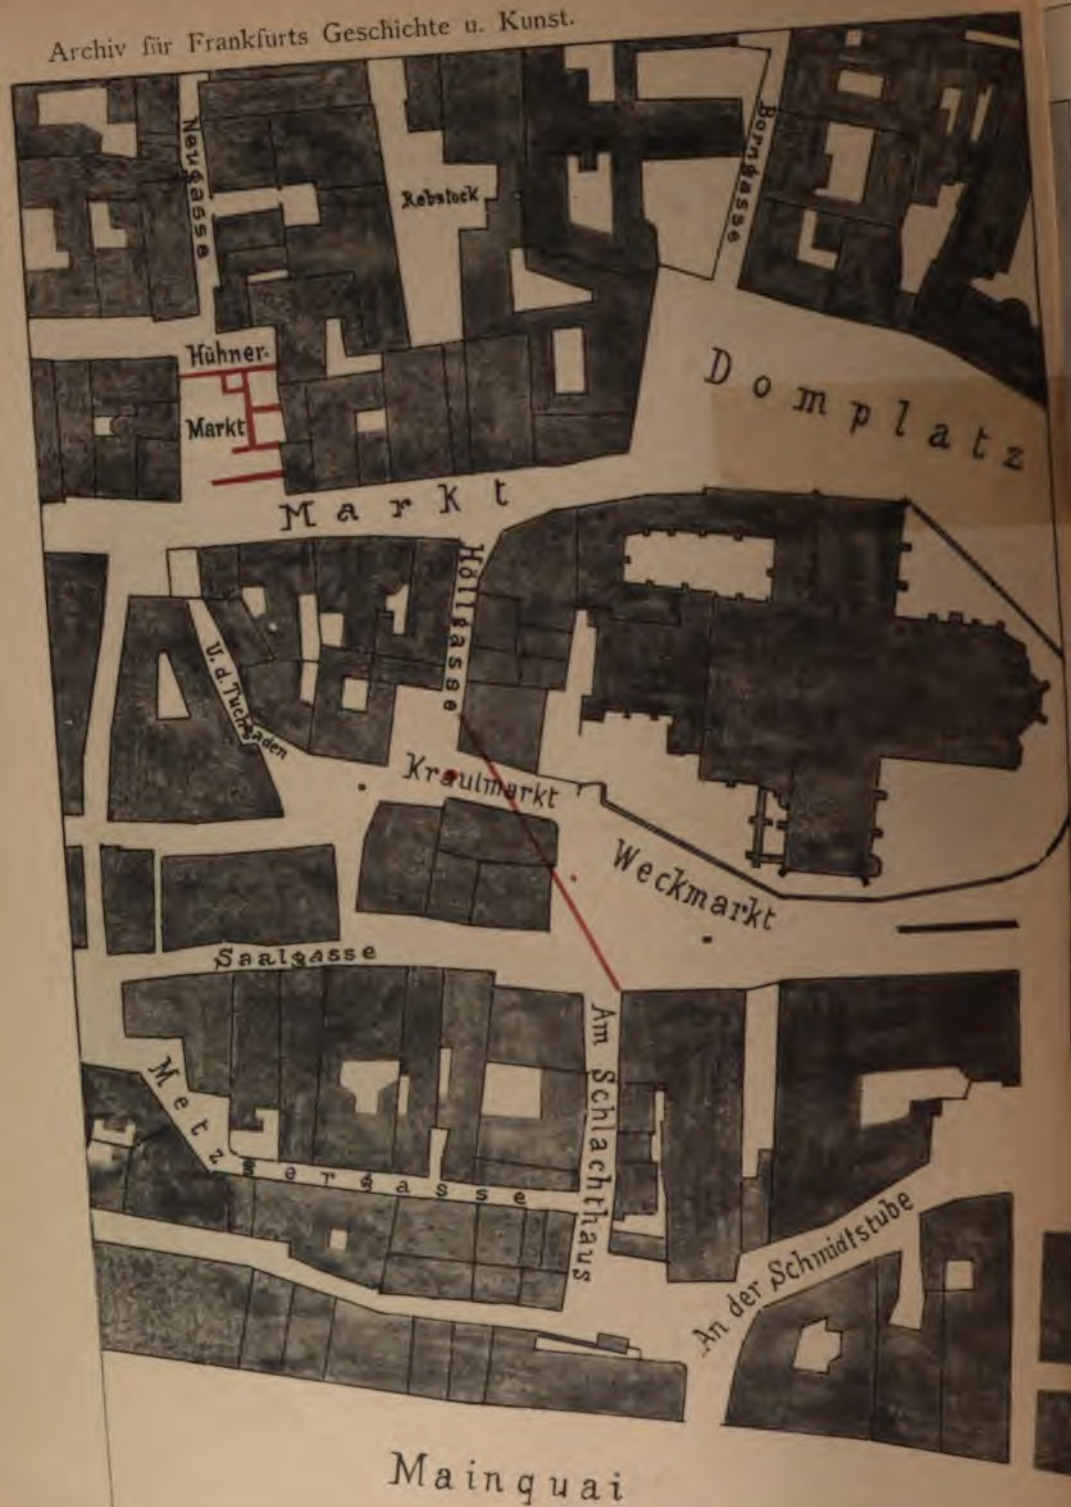 Archiv für Frankfurts Geschichte u. Kunst.
Neugasse
Rebstock
Borngasse
Hühner-
Markt
Domplatz
Markt
Höllgasse
U. d. Tuchgaden
Krautmarkt
Weckmarkt
Saalgasse
Am Schlachthaus
Metzgergasse
An der Schmidtstube
Mainquai